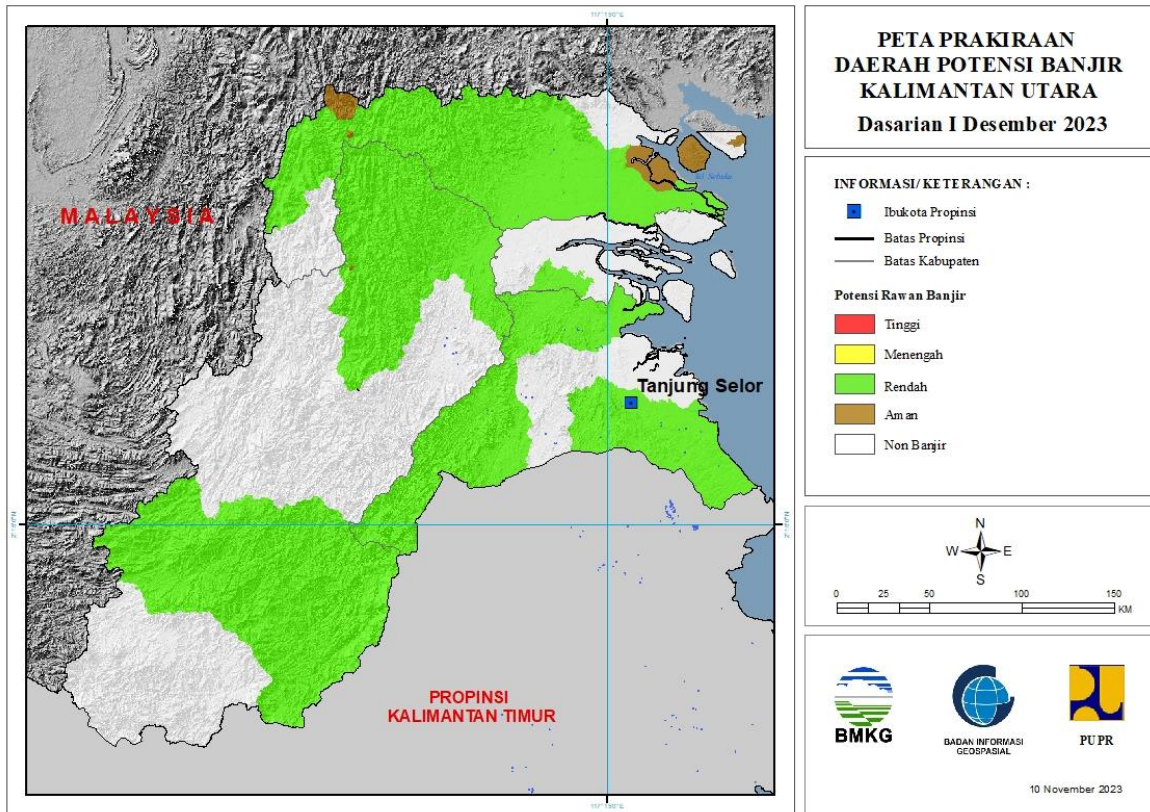 PETA PRAKIRAAN
DAERAH POTENSI BANJIR
KALIMANTAN UTARA
Dasarian I Desember 2023
INFORMASI/ KETERANGAN :
Ibukota Propinsi
Batas Propinsi
Batas Kabupaten
Potensi Rawan Banjir
Tinggi
Menengah
Rendah
Aman
Non Banjir
MALAYSIA
Tanjung Selor
PROPINSI
KALIMANTAN TIMUR
N
W E
S
0 25 50 100 150
KM
BMKG
BADAN INFORMASI
GEOSPASIAL
PUPR
10 November 2023